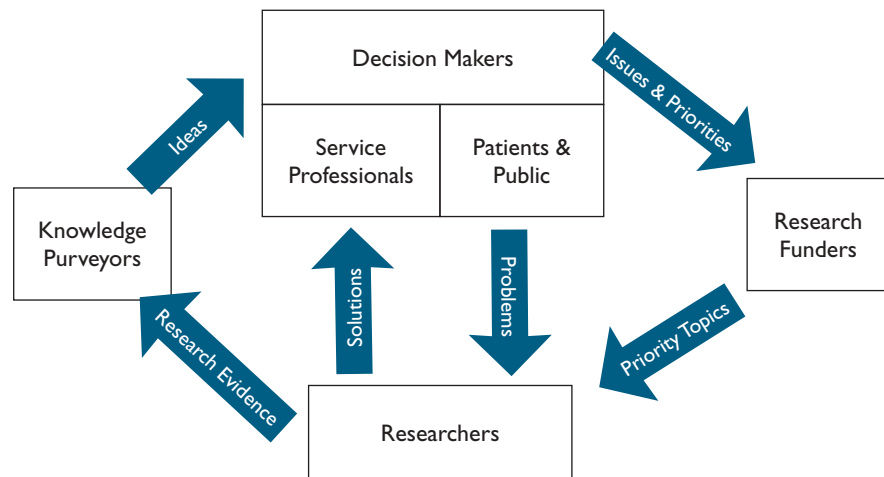 Decision Makers
Issues & Priorities
Ideas
Service
Professionals
Patients &
Public
Knowledge
Purveyors
Research
Funders
Solutions
Problems
Research Evidence
Priority Topics
Researchers